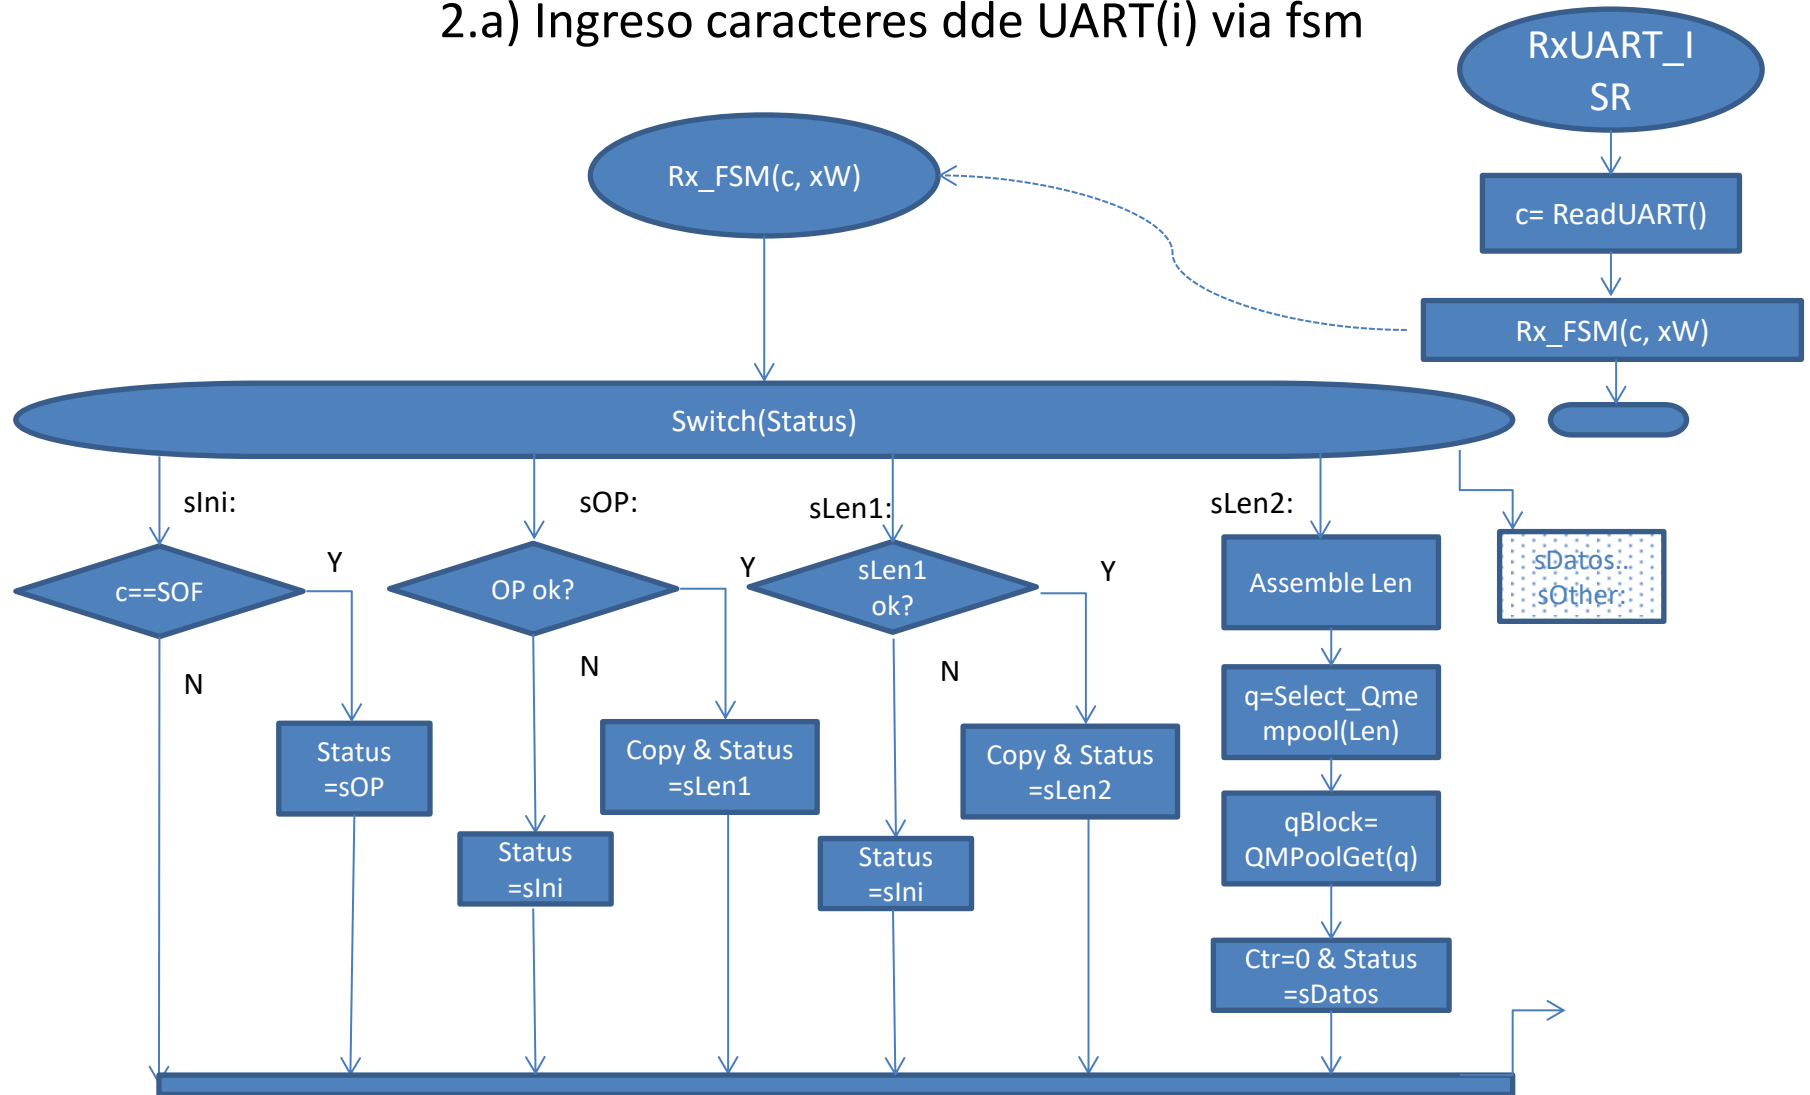 2.a) Ingreso caracteres dde UART(i) via fsm
RxUART_I
SR
Rx_FSM(c, xW)
c= ReadUART()
Rx_FSM(c, xW)
Switch(Status)
sIni:
sOP:
sLen1:
sLen2:
c==SOF
Y
N
Status
=sOP
OP ok?
Y
N
Status
=sIni
Copy & Status
=sLen1
sLen1
ok?
Y
N
Status
=sIni
Copy & Status
=sLen2
Assemble Len
q=Select_Qme
mpool(Len)
qBlock=
QMPoolGet(q)
Ctr=0 & Status
=sDatos
sDatos..
sOther: